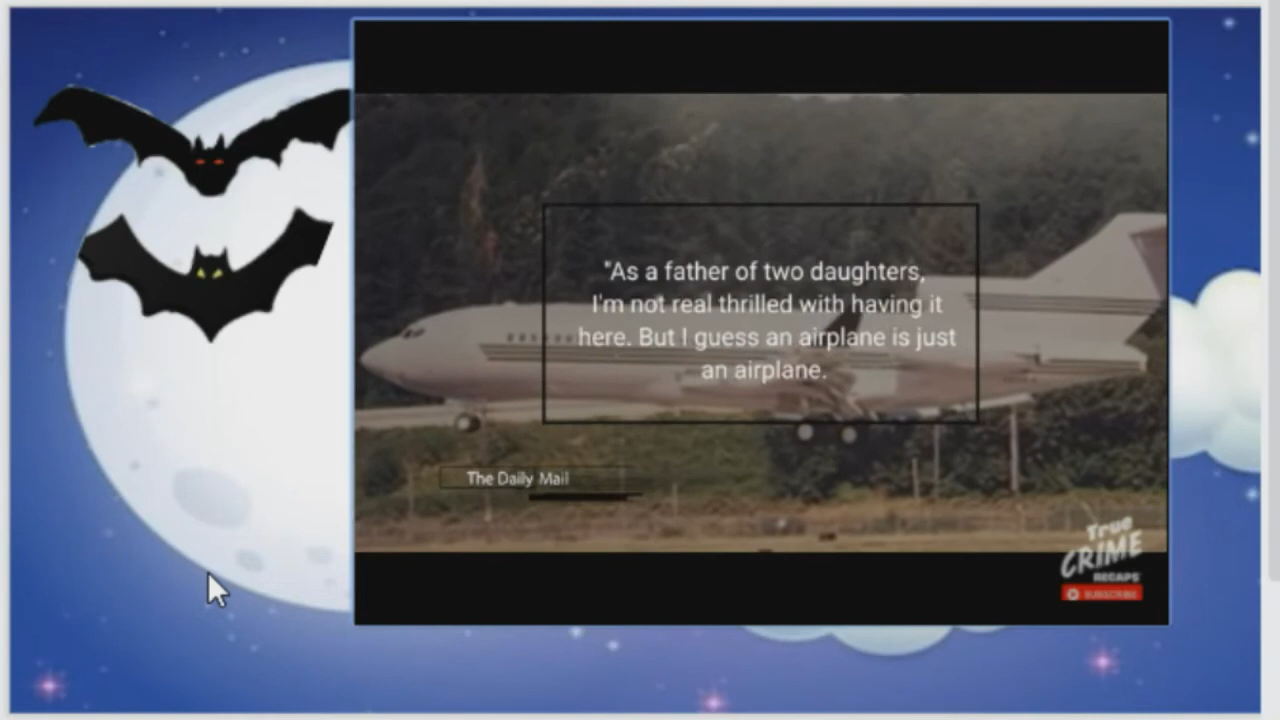 "As a father of two daughters,
I'm not real thrilled with having it
here. But I guess an airplane is just
an airplane.
The Daily Mail
True
CRIME
RECAPS
SUBSCRIBE